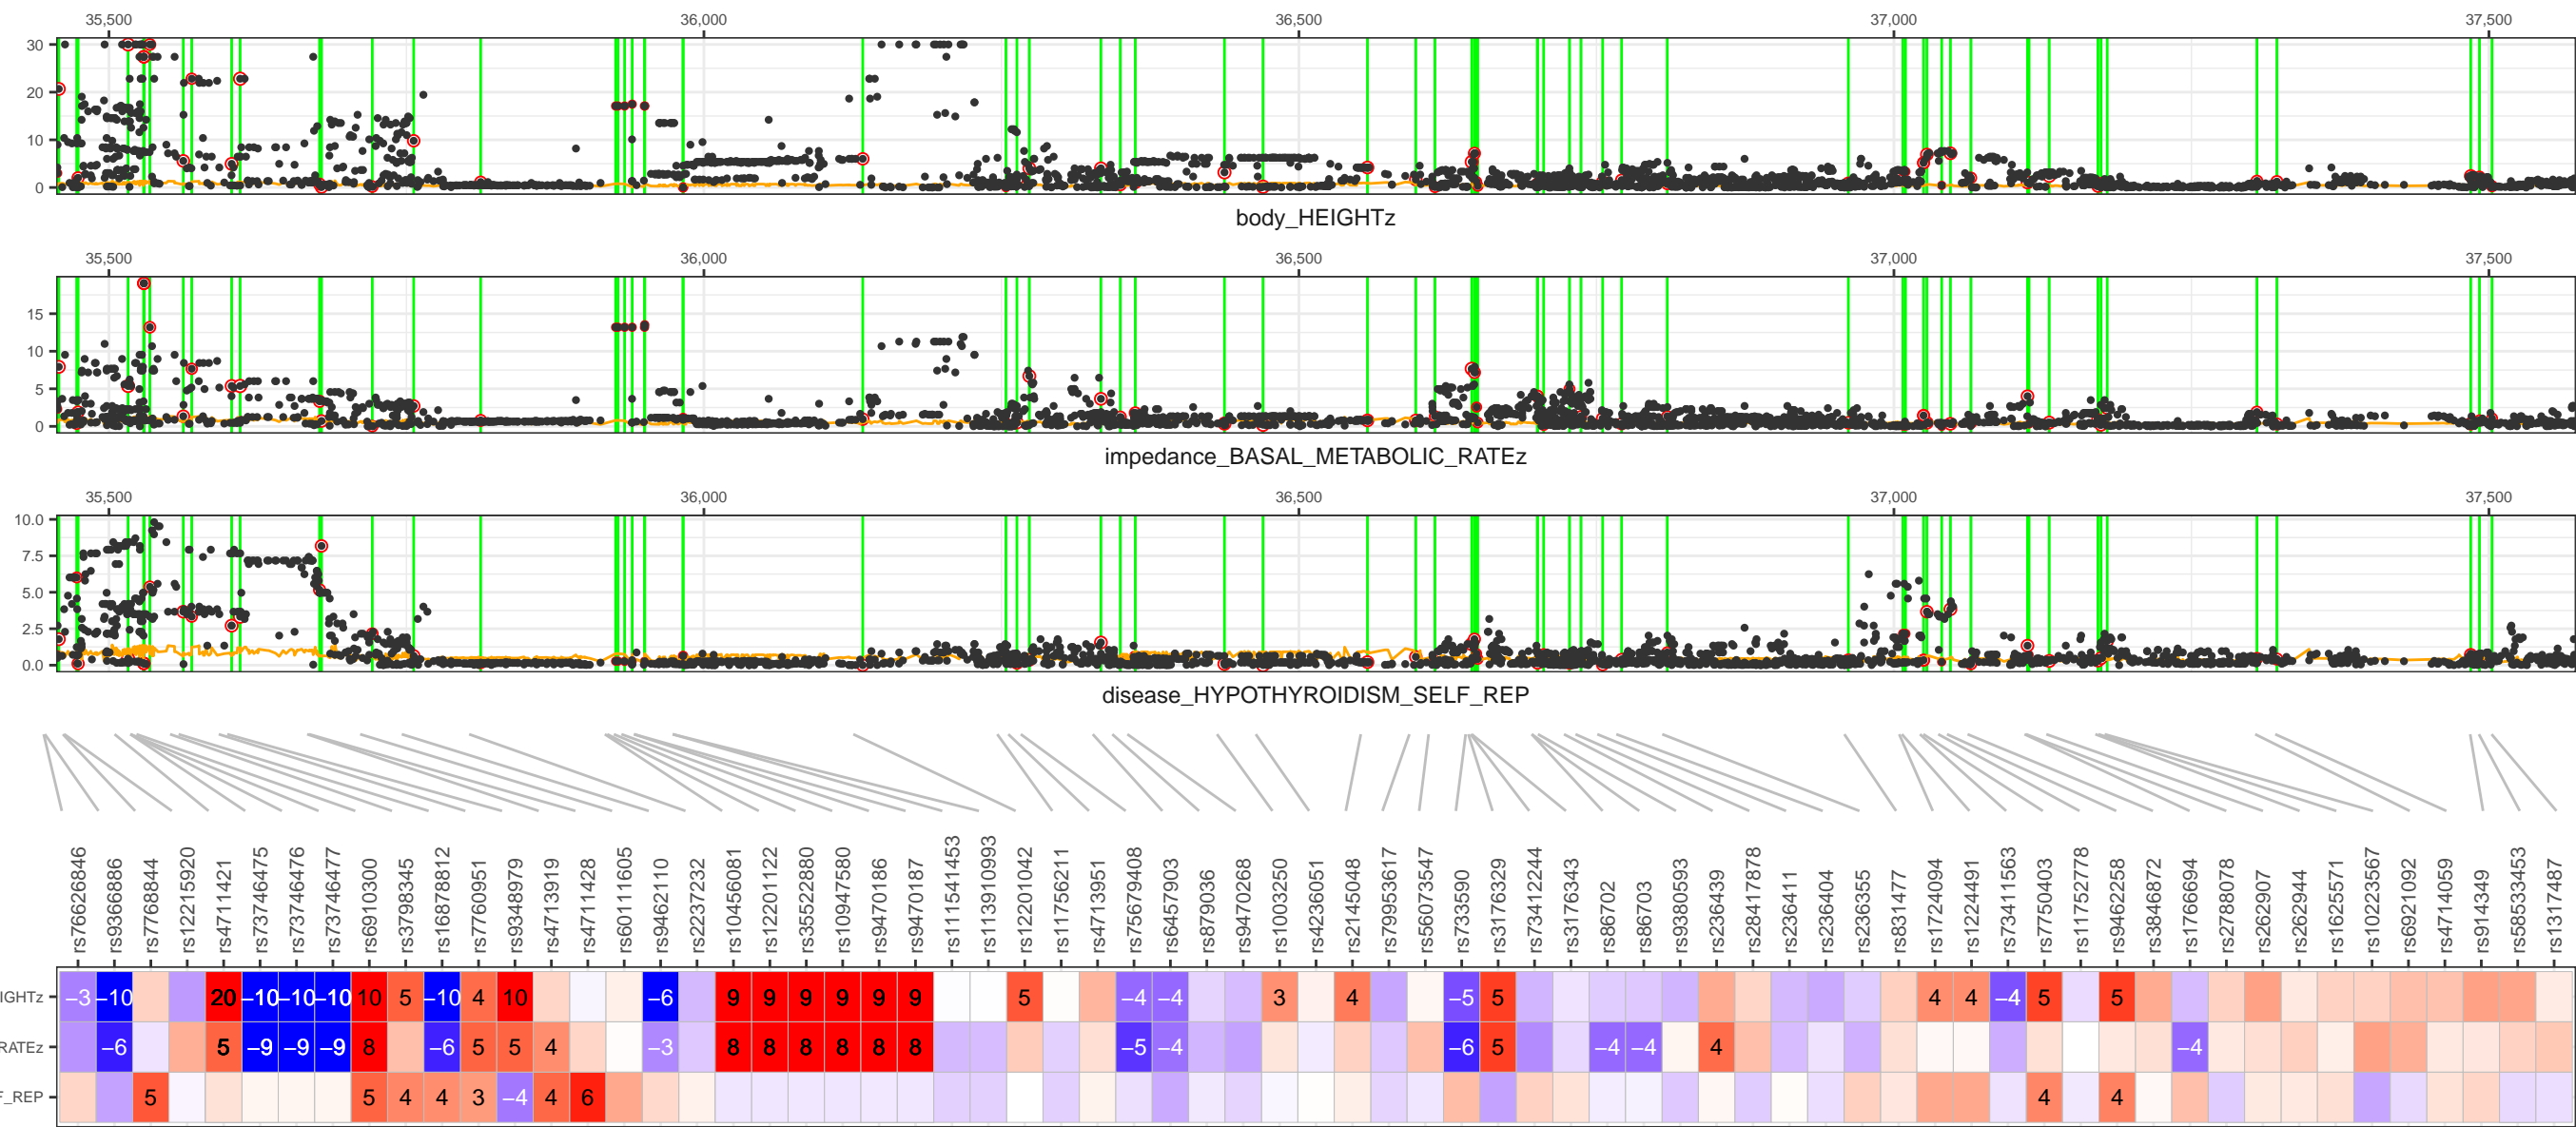 35,500 36,000 36,500 37,000 37,500
30
20
10
0
body_HEIGHTz
35,500 36,000 36,500 37,000 37,500
15
10
5
0
impedance_BASAL_METABOLIC_RATEz
35,500 36,000 36,500 37,000 37,500
10.0
7.5
5.0
2.5
0.0
disease_HYPOTHYROIDISM_SELF_REP
rs76626846
rs9366886
rs7768844
rs12215920
rs4711421
rs73746475
rs73746476
rs73746477
rs6910300
rs3798345
rs16878812
rs7760951
rs9348979
rs4713919
rs4711428
rs60111605
rs9462110
rs2237232
rs10456081
rs12201122
rs35522880
rs10947580
rs9470186
rs9470187
rs111541453
rs113910993
rs12201042
rs11756211
rs4713951
rs75679408
rs6457903
rs879036
rs9470268
rs1003250
rs4236051
rs2145048
rs79953617
rs56073547
rs733590
rs3176329
rs73412244
rs3176343
rs86702
rs86703
rs9380593
rs2364 39
rs28417878
rs236411
rs236404
rs236355
rs831477
rs1724094
rs1224491
rs73411563
rs7750403
rs11752778
rs9462258
rs3846872
rs1766694
rs2788078
rs262907
rs2629944
rs1625571
rs10223567
rs6921092
rs4714059
rs914349
rs58533453
rs1317487
IGHTz −3 −10 20 −10 −10 −10 10 5 −10 4 10 −6 9 9 9 9 9 9 5 −4 −4 3 4 −5 5 4 4 −4 5 5
RATEz −6 5 −9 −9 −9 8 −6 5 5 4 −3 8 8 8 8 8 8 −5 −4 −6 5 −4 −4 4 −4
F_REP 5 5 4 4 3 −4 4 6 4 4